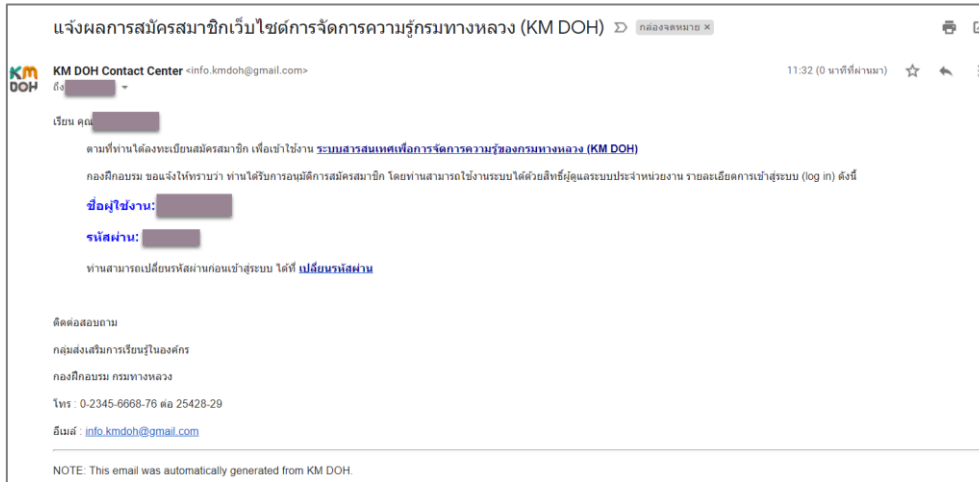 แจ้งผลการสมัครสมาชิกเว็บไซต์การจัดการความรู้กรมทางหลวง (KM DOH) กล่องจดหมาย ×
KM DOH
KM DOH Contact Center <info.kmdoh@gmail.com> 11:32 (0 นาทีที่ผ่านมา)
ถึง
เรียน คุณ
ตามที่ท่านได้ลงทะเบียนสมัครสมาชิก เพื่อเข้าใช้งาน ระบบสารสนเทศเพื่อการจัดการความรู้ของกรมทางหลวง (KM DOH)
กองฝึกอบรม ขอแจ้งให้ทราบว่า ท่านได้รับการอนุมัติการสมัครสมาชิก โดยท่านสามารถใช้งานระบบได้ด้วยสิทธิ์ผู้ดูแลระบบประจำหน่วยงาน รายละเอียดการเข้าสู่ระบบ (log in) ดังนี้
ชื่อผู้ใช้งาน:
รหัสผ่าน:
ท่านสามารถเปลี่ยนรหัสผ่านก่อนเข้าสู่ระบบ ได้ที่ เปลี่ยนรหัสผ่าน
ติดต่อสอบถาม
กลุ่มส่งเสริมการเรียนรู้ในองค์กร
กองฝึกอบรม กรมทางหลวง
โทร : 0-2345-6668-76 ต่อ 25428-29
อีเมล์ : info.kmdoh@gmail.com
NOTE: This email was automatically generated from KM DOH.